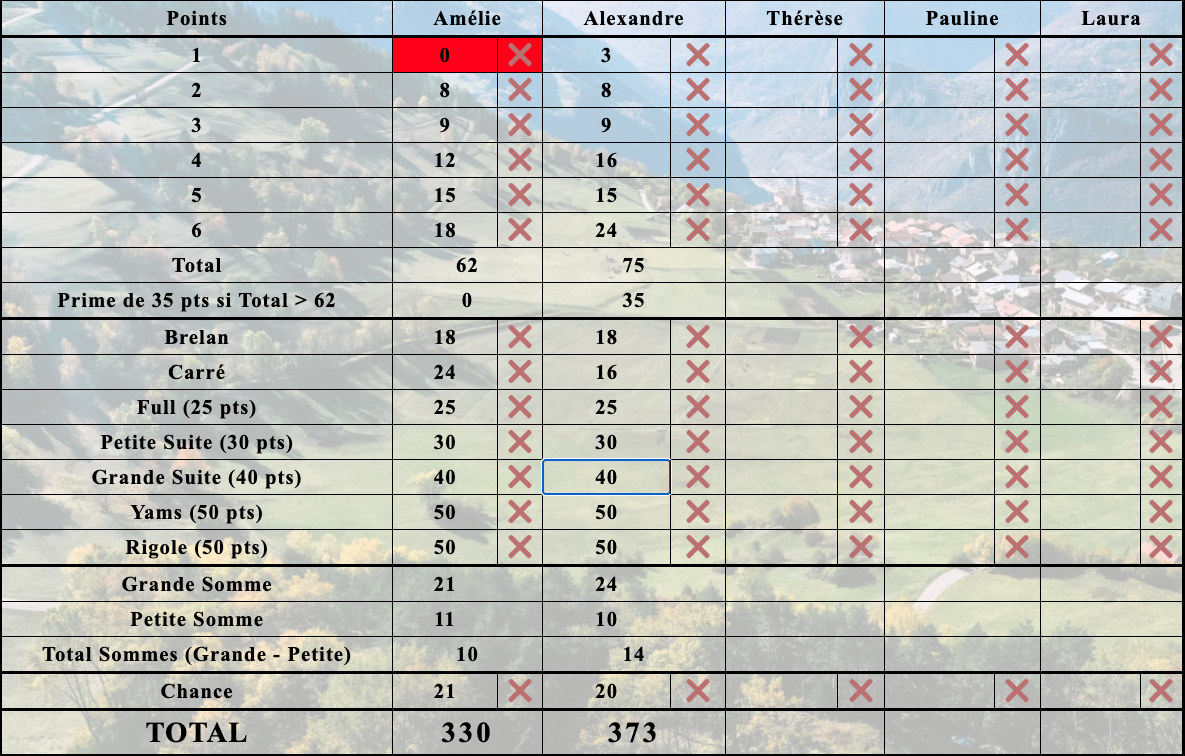 Points Amélie Alexandre Thérèse Pauline Laura
1 0 3
2 8 8
3 9 9
4 12 16
5 15 15
6 18 24
Total 62 75
Prime de 35 pts si Total > 62 0 35
Brelan 18 18
Carré 24 16
Full (25 pts) 25 25
Petite Suite (30 pts) 30 30
Grande Suite (40 pts) 40 40
Yams (50 pts) 50 50
Rigole (50 pts) 50 50
Grande Somme 21 24
Petite Somme 11 10
Total Sommes (Grande - Petite) 10 14
Chance 21 20
TOTAL 330 373